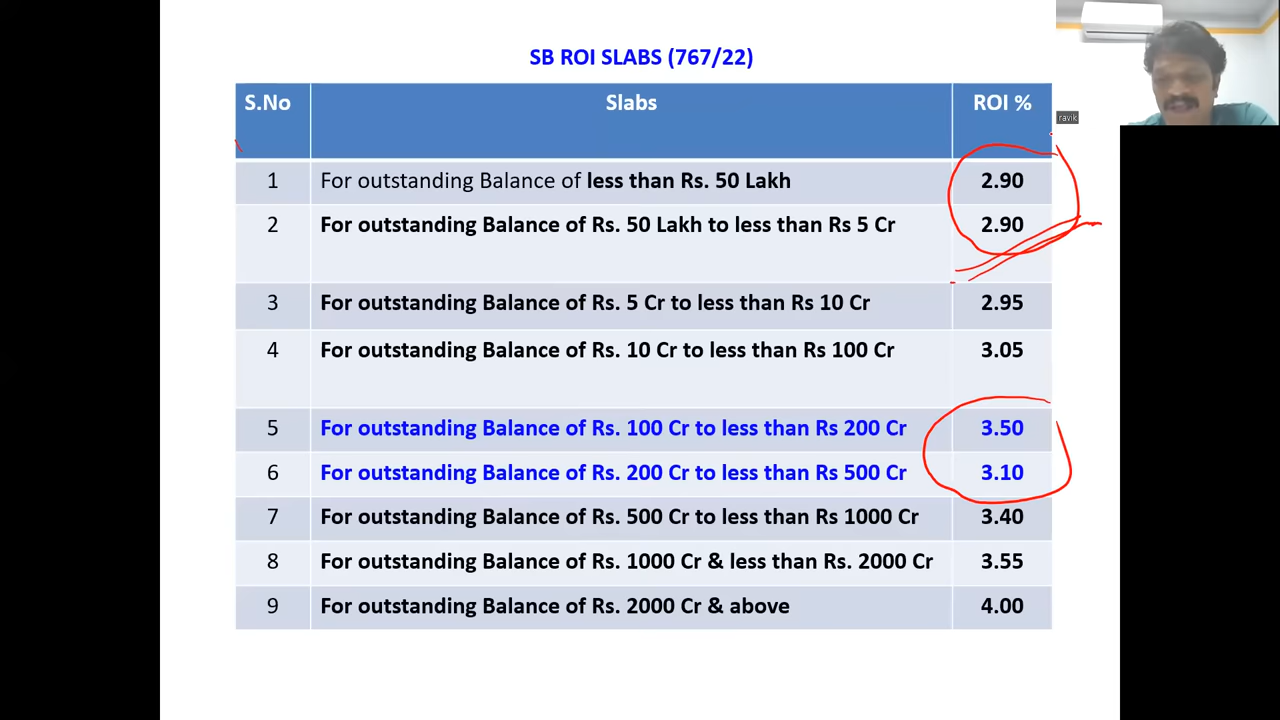 SB ROI SLABS (767/22)
S.No Slabs ROI %
ravik
1 For outstanding Balance of less than Rs. 50 Lakh 2.90
2 For outstanding Balance of Rs. 50 Lakh to less than Rs 5 Cr 2.90
3 For outstanding Balance of Rs. 5 Cr to less than Rs 10 Cr 2.95
4 For outstanding Balance of Rs. 10 Cr to less than Rs 100 Cr 3.05
5 For outstanding Balance of Rs. 100 Cr to less than Rs 200 Cr 3.50
6 For outstanding Balance of Rs. 200 Cr to less than Rs 500 Cr 3.10
7 For outstanding Balance of Rs. 500 Cr to less than Rs 1000 Cr 3.40
8 For outstanding Balance of Rs. 1000 Cr & less than Rs. 2000 Cr 3.55
9 For outstanding Balance of Rs. 2000 Cr & above 4.00